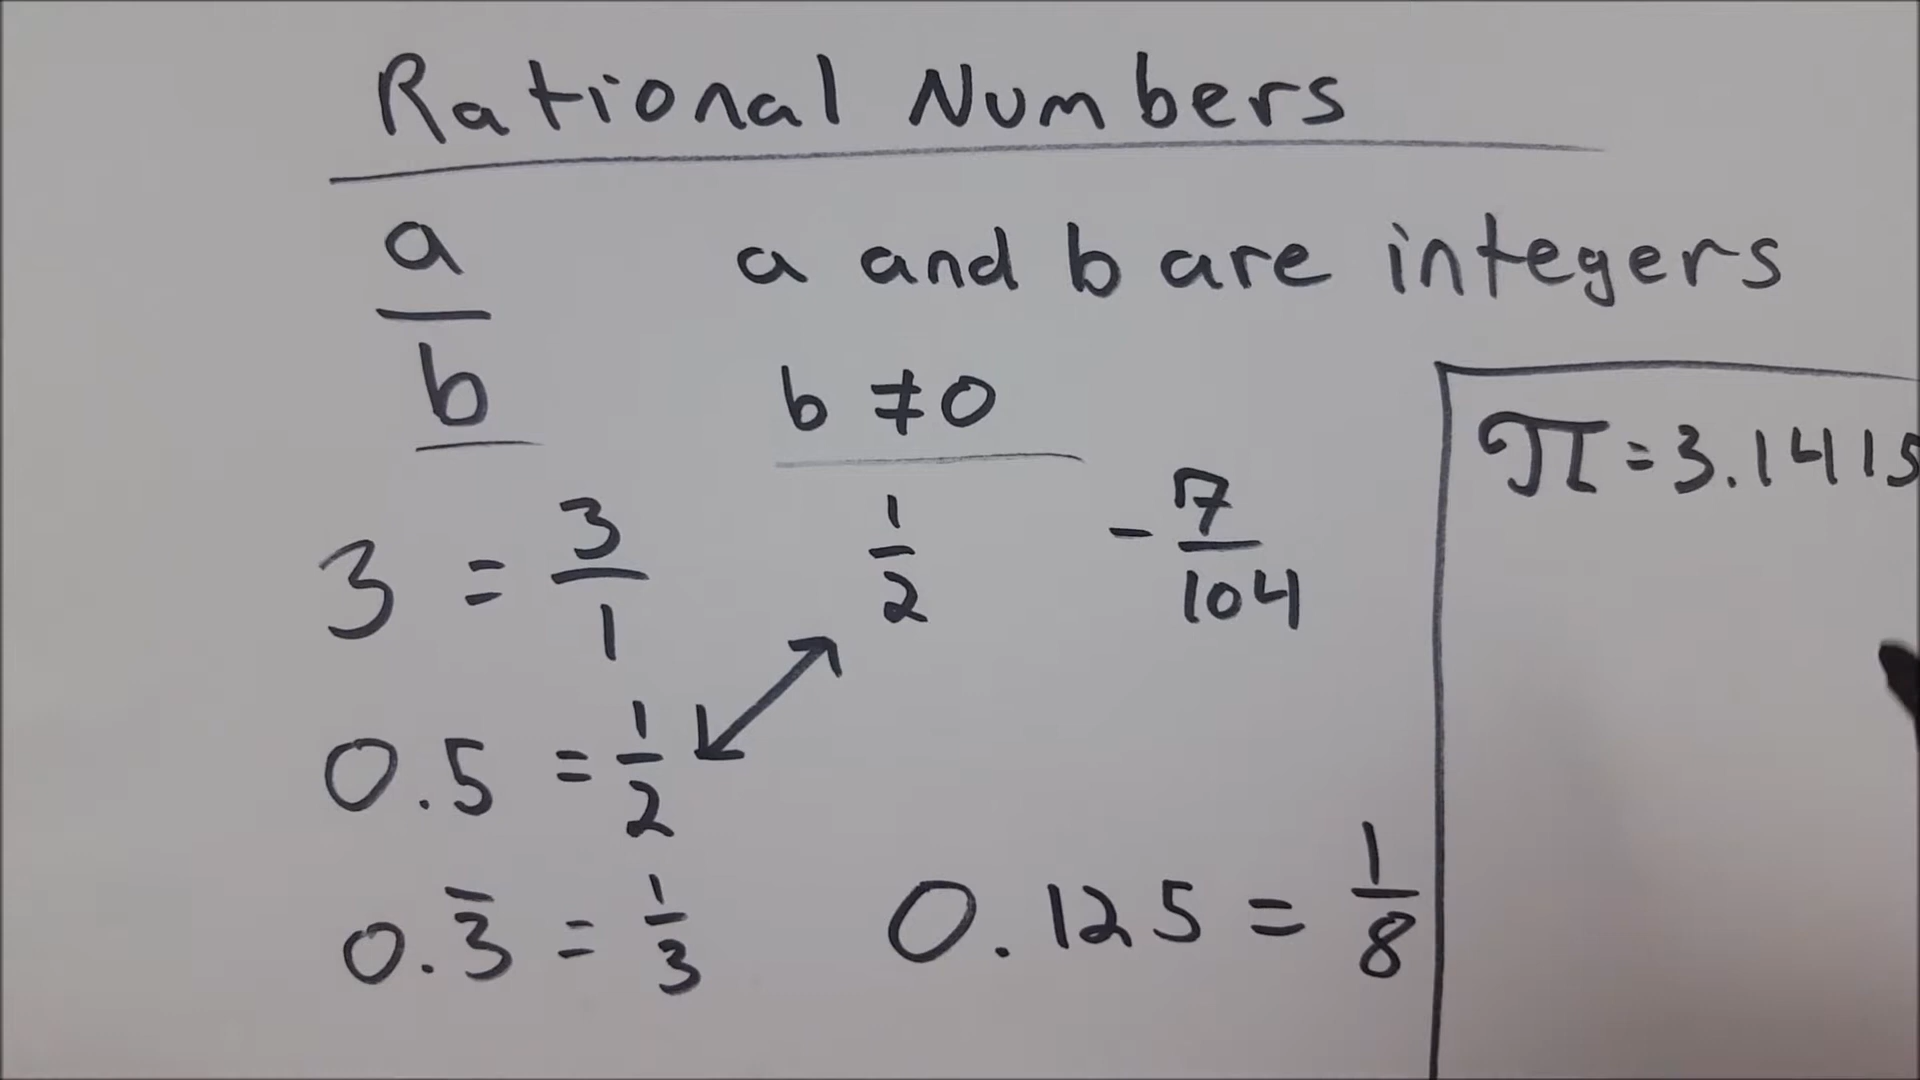 Rational Numbers
a/b a and b are integers
b ≠ 0
π = 3.1415
3 = 3/1 1/2 - 7/104
0.5 = 1/2
0.3̅ = 1/3 0.125 = 1/8